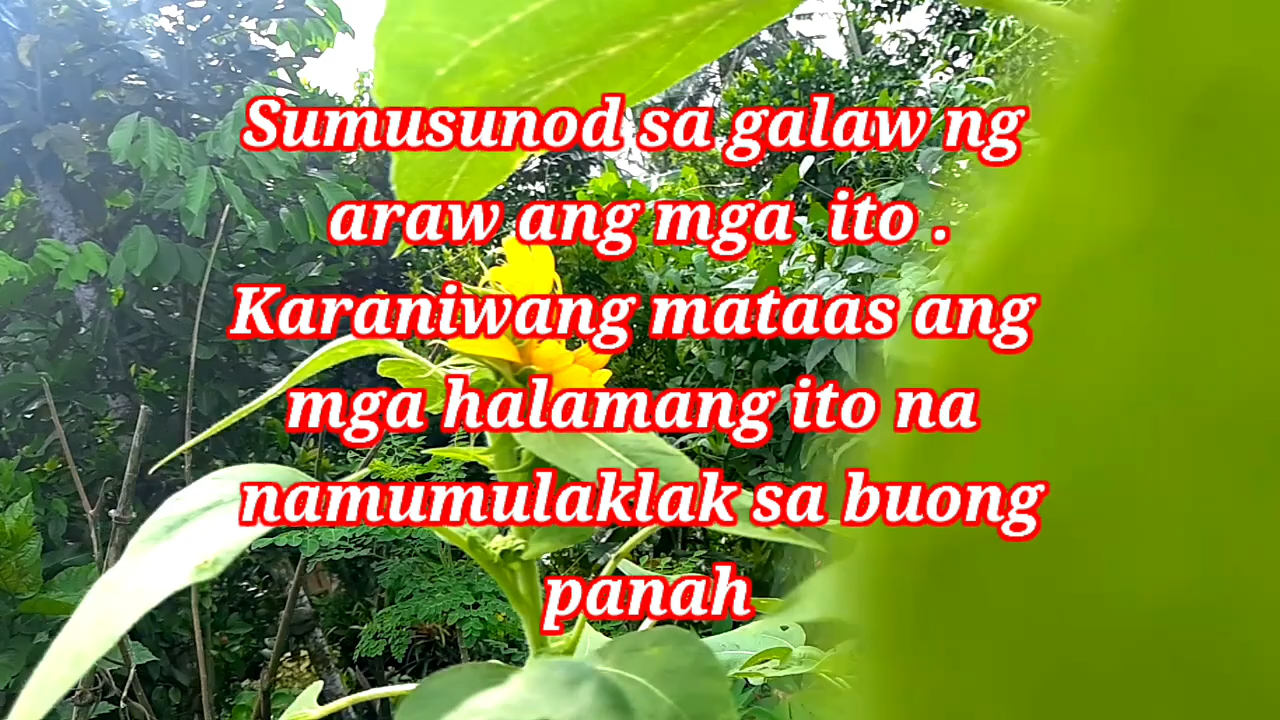 Sumusunod sa galaw ng
araw ang mga ito .
Karaniwang mataas ang
mga halamang ito na
namumulaklak sa buong
panah